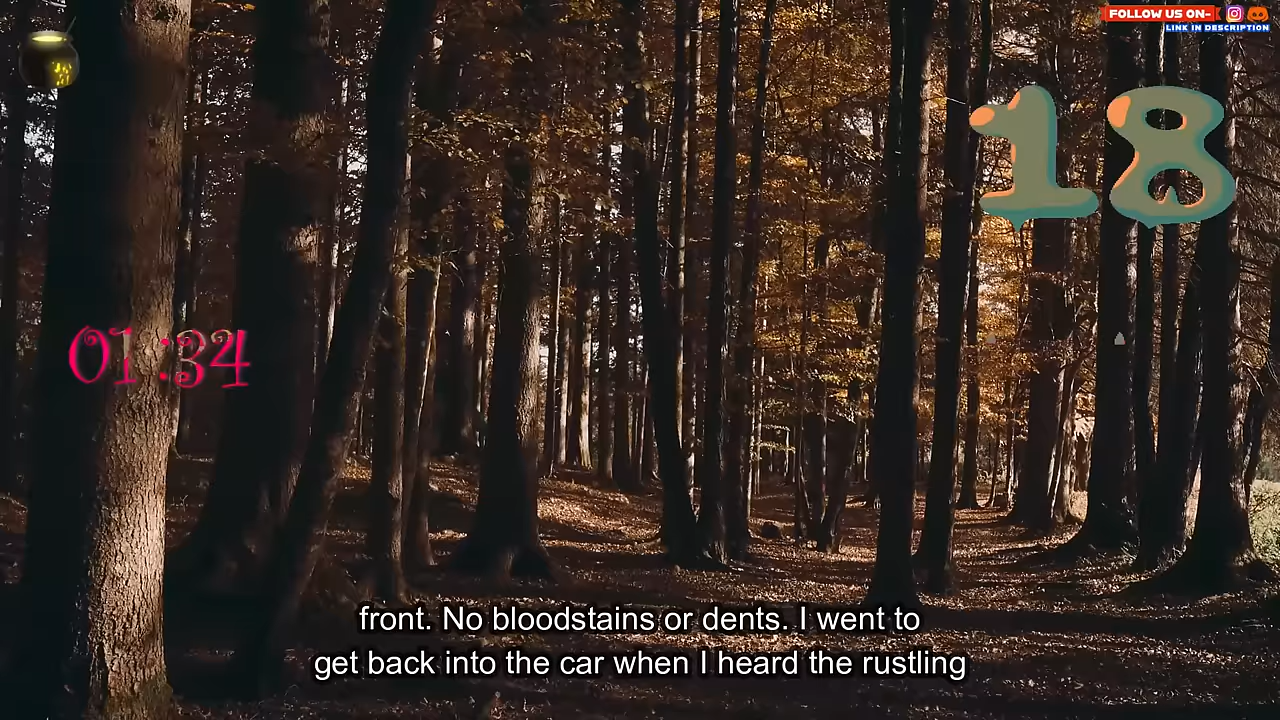 FOLLOW US ON-
LINK IN DESCRIPTION
18
01:34
front. No bloodstains or dents. I went to
get back into the car when I heard the rustling